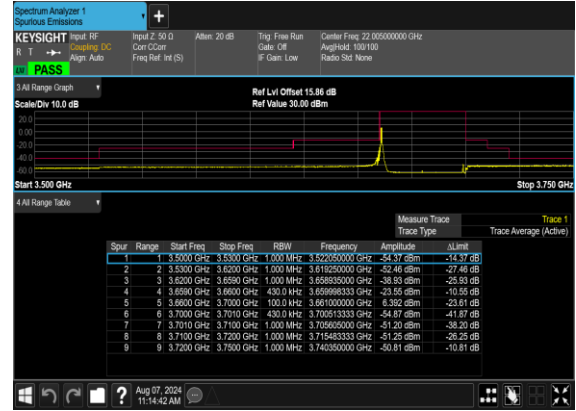 Spectrum Analyzer 1
Spurious Emissions
KEYSIGHT Input: RF Input Z: 50 Ω Atten: 20 dB Trig: Free Run Center Freq: 22.005000000 GHz
R T Coupling: DC Corr CCorr Gate: Off Avg|Hold: 100/100
Align: Auto Freq Ref: Int (S) IF Gain: Low Radio Std: None
PASS
3 All Range Graph Ref Lvl Offset 15.86 dB
Scale/Div 10.0 dB Ref Value 30.00 dBm
20.0
0.00
-20.0
-40.0
-60.0
Start 3.500 GHz Stop 3.750 GHz
4 All Range Table
Measure Trace Trace 1
Trace Type Trace Average (Active)
Spur Range Start Freq Stop Freq RBW Frequency Amplitude ΔLimit
1 1 3.5000 GHz 3.5300 GHz 1.000 MHz 3.522050000 GHz -54.37 dBm -14.37 dB
2 2 3.5300 GHz 3.6200 GHz 1.000 MHz 3.619250000 GHz -52.46 dBm -27.46 dB
3 3 3.6200 GHz 3.6590 GHz 1.000 MHz 3.658935000 GHz -38.93 dBm -25.93 dB
4 4 3.6590 GHz 3.6600 GHz 430.0 kHz 3.659998333 GHz -23.55 dBm -10.55 dB
5 5 3.6600 GHz 3.7000 GHz 100.0 kHz 3.661000000 GHz 6.392 dBm -23.61 dB
6 6 3.7000 GHz 3.7010 GHz 430.0 kHz 3.700513333 GHz -54.87 dBm -41.87 dB
7 7 3.7010 GHz 3.7100 GHz 1.000 MHz 3.705605000 GHz -51.20 dBm -38.20 dB
8 8 3.7100 GHz 3.7200 GHz 1.000 MHz 3.715483333 GHz -51.25 dBm -26.25 dB
9 9 3.7200 GHz 3.7500 GHz 1.000 MHz 3.740350000 GHz -50.81 dBm -10.81 dB
? Aug 07, 2024
11:14:42 AM